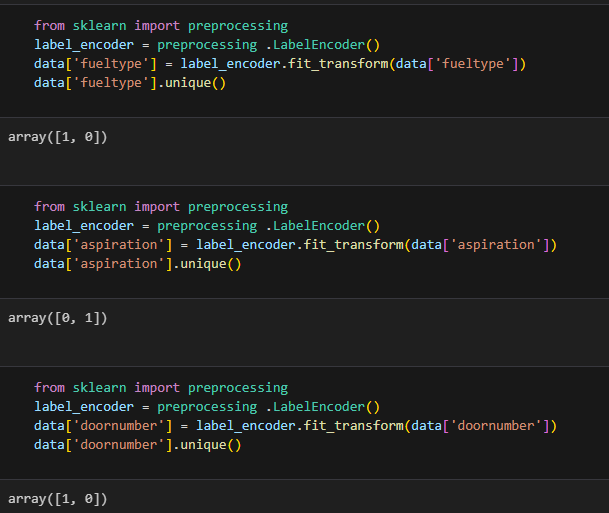 from sklearn import preprocessing
label_encoder = preprocessing .LabelEncoder()
data['fueltype'] = label_encoder.fit_transform(data['fueltype'])
data['fueltype'].unique()
array([1, 0])
from sklearn import preprocessing
label_encoder = preprocessing .LabelEncoder()
data['aspiration'] = label_encoder.fit_transform(data['aspiration'])
data['aspiration'].unique()
array([0, 1])
from sklearn import preprocessing
label_encoder = preprocessing .LabelEncoder()
data['doornumber'] = label_encoder.fit_transform(data['doornumber'])
data['doornumber'].unique()
array([1, 0])